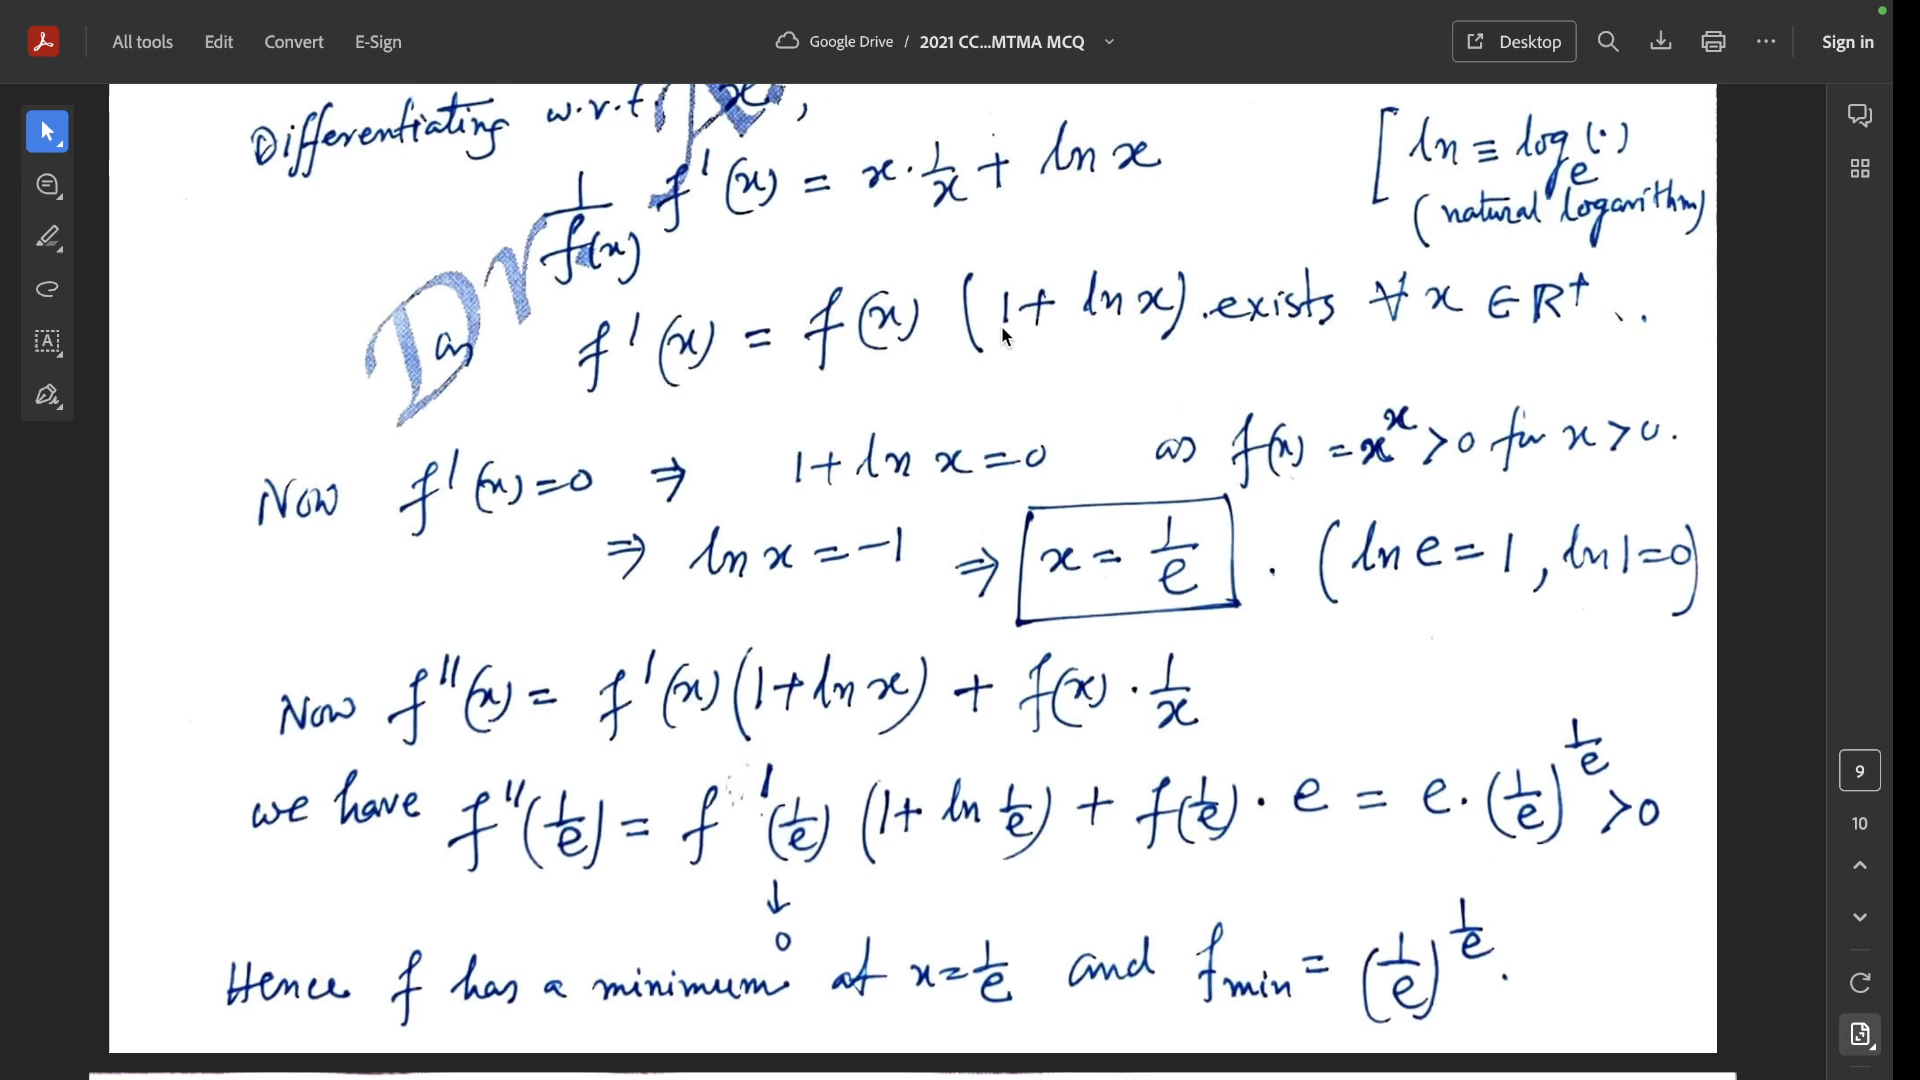 All tools Edit Convert E-Sign Google Drive / 2021 CC...MTMA MCQ Desktop Sign in
Differentiating w.r.t. x,
1/f(x) f'(x) = x · 1/x + ln x [ ln ≡ log_e (·)
(natural logarithm)
as f'(x) = f(x) (1 + ln x) . exists ∀ x ∈ R⁺ ..
Now f'(x)=0 ⇒ 1 + ln x = 0 as f(x) = x^x > 0 for x > 0.
⇒ ln x = -1 ⇒ x = 1/e . (ln e = 1, ln 1 = 0)
Now f''(x) = f'(x) (1 + ln x) + f(x) · 1/x
we have f''(1/e) = f'(1/e) (1 + ln 1/e) + f(1/e) · e = e · (1/e)^(1/e) > 0
↓
0
Hence f has a minimum at x = 1/e and f_min = (1/e)^(1/e).
Dr
9
10